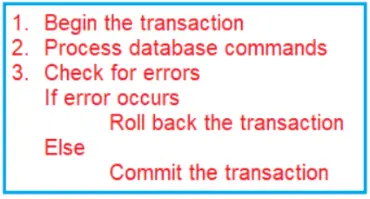 1. Begin the transaction
2. Process database commands
3. Check for errors
If error occurs
Roll back the transaction
Else
Commit the transaction